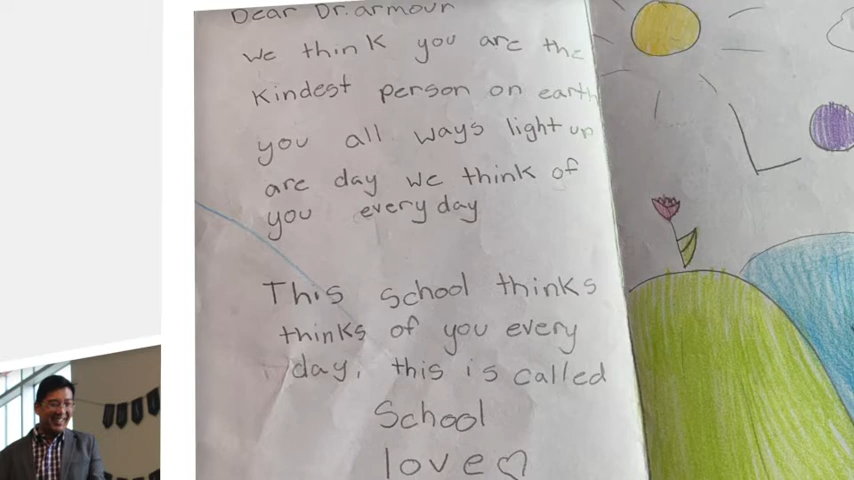 Dear Dr.armoun
we think you are the
kindest person on earth
you all ways light up
are day we think of
you every day
This school thinks
thinks of you every
day, this is called
School
love♡